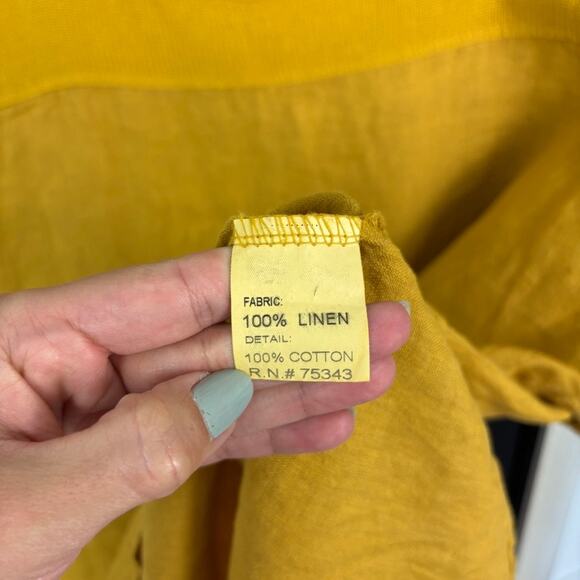 FABRIC:
100% LINEN
DETAIL:
100% COTTON
R.N.# 75343